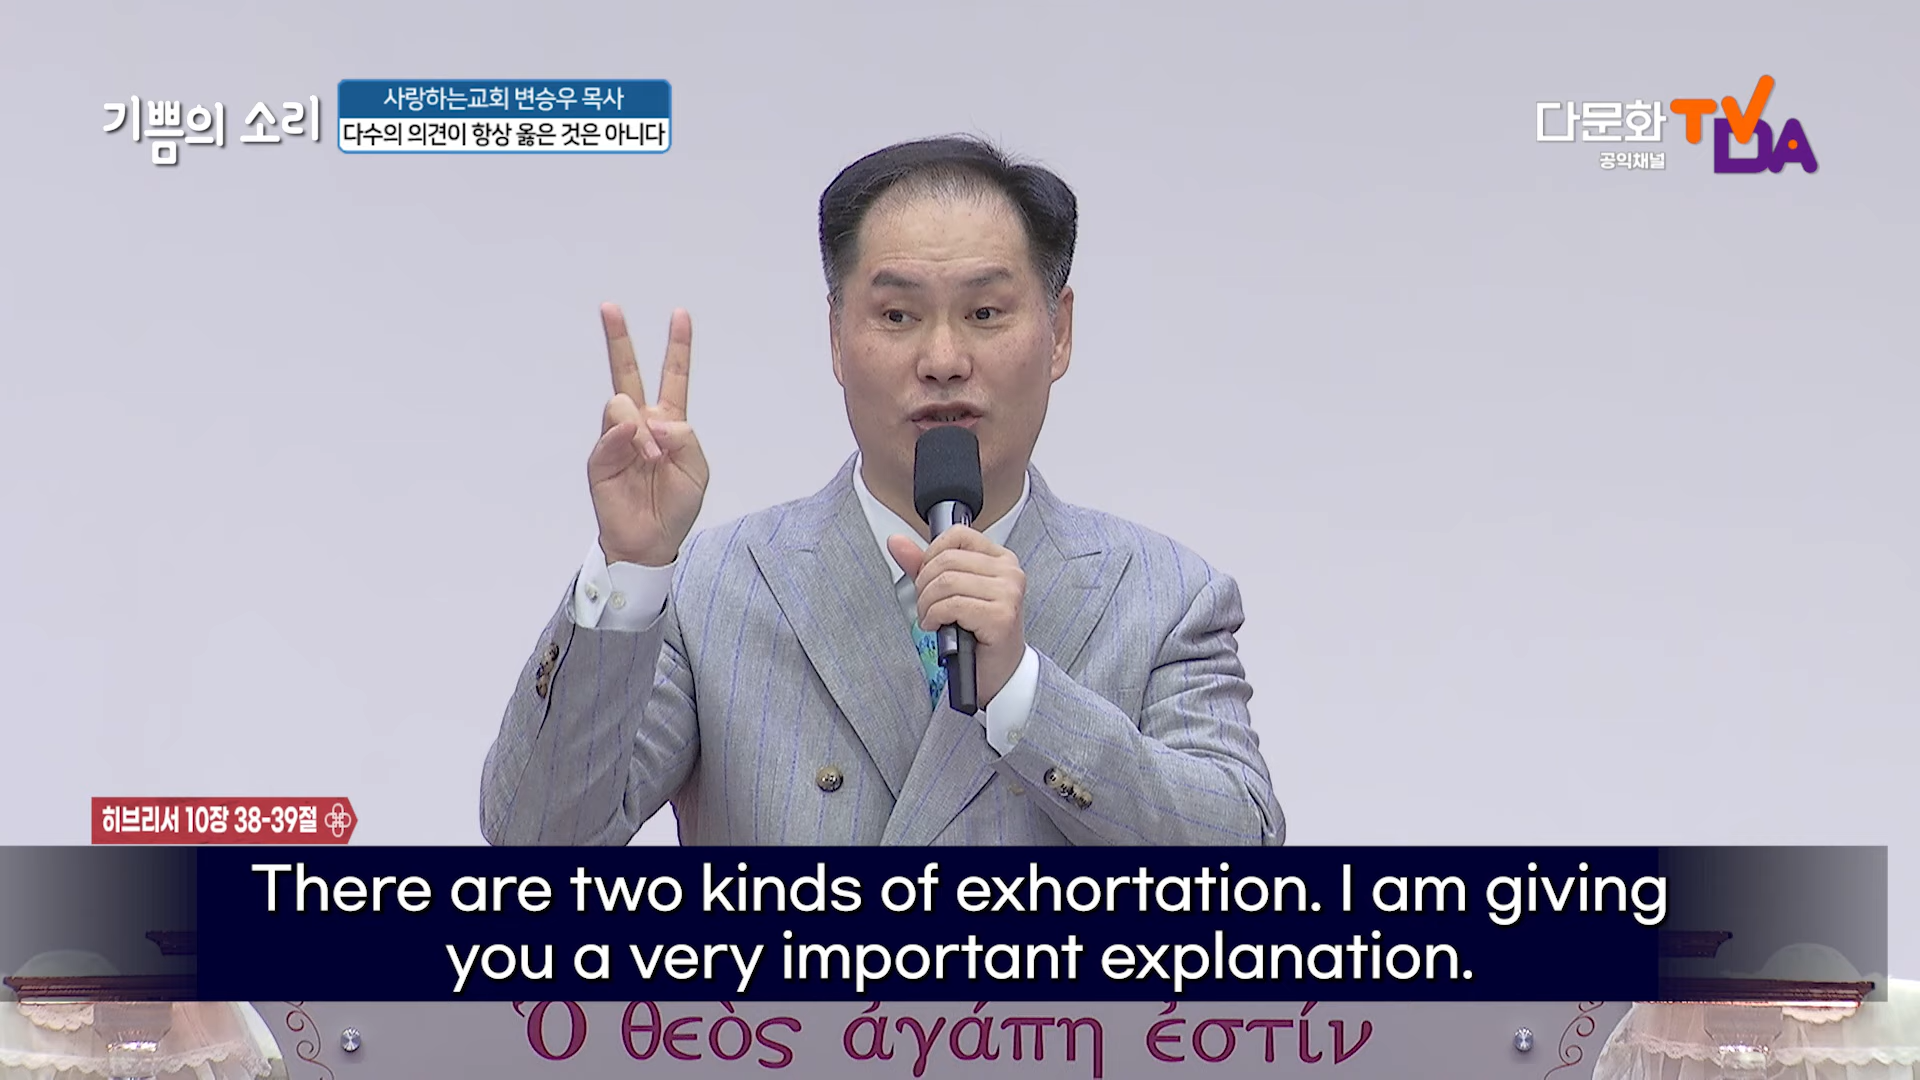 기쁨의 소리
사랑하는교회 변승우 목사
다수의 의견이 항상 옳은 것은 아니다
다문화 TV
DA
공익채널
히브리서 10장 38-39절
There are two kinds of exhortation. I am giving
you a very important explanation.
Ὁ θεὸς ἀγάπη ἐστίν